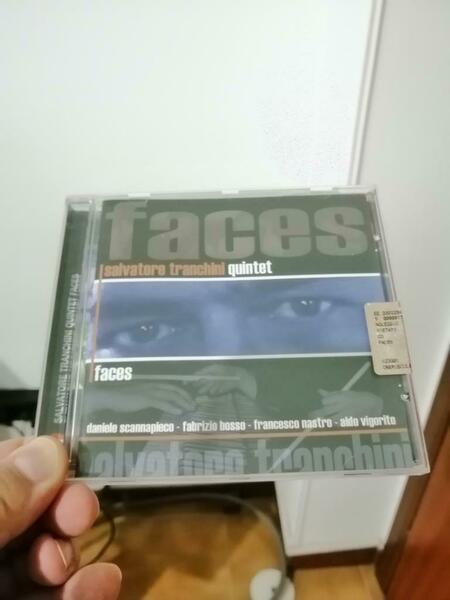 faces
salvatore tranchini quintet
faces
daniele scannapieco - fabrizio bosso - francesco nastro - aldo vigorito
salvatore tranchini
SALVATORE TRANCHINI QUINTET FACES